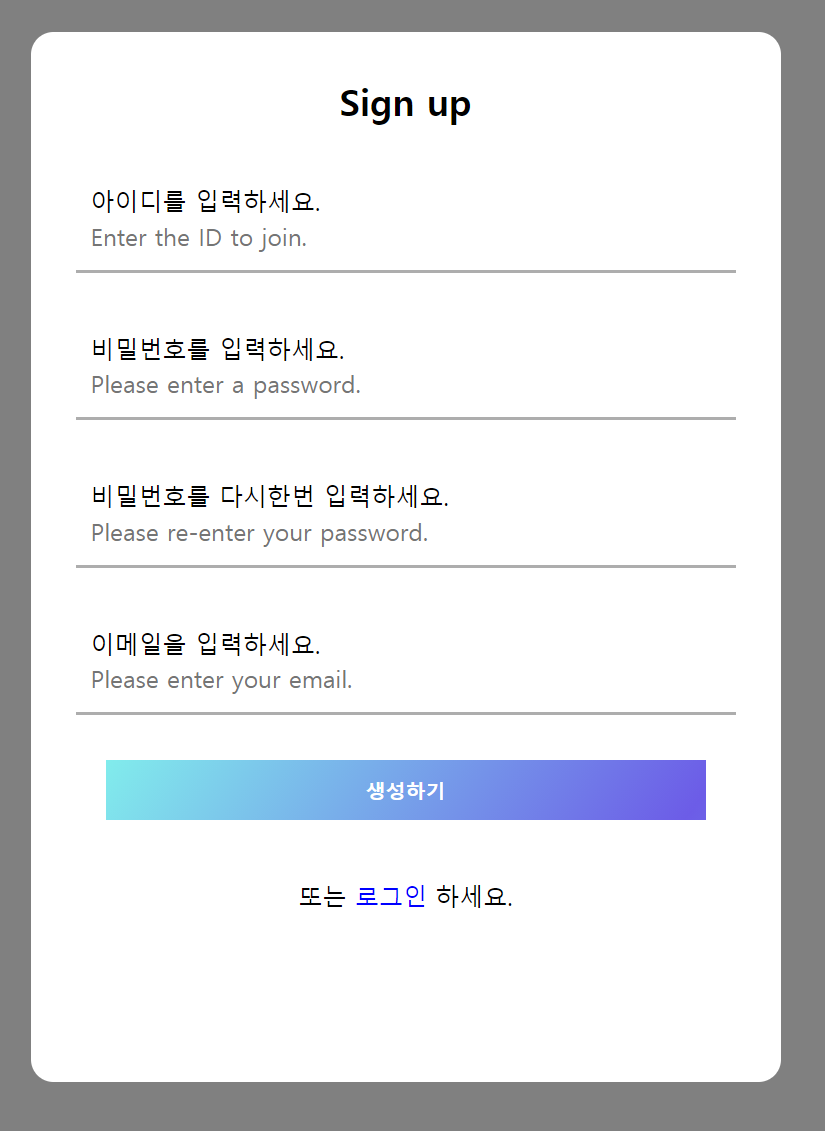 Sign up
아이디를 입력하세요.
Enter the ID to join.
비밀번호를 입력하세요.
Please enter a password.
비밀번호를 다시한번 입력하세요.
Please re-enter your password.
이메일을 입력하세요.
Please enter your email.
생성하기
또는 로그인 하세요.